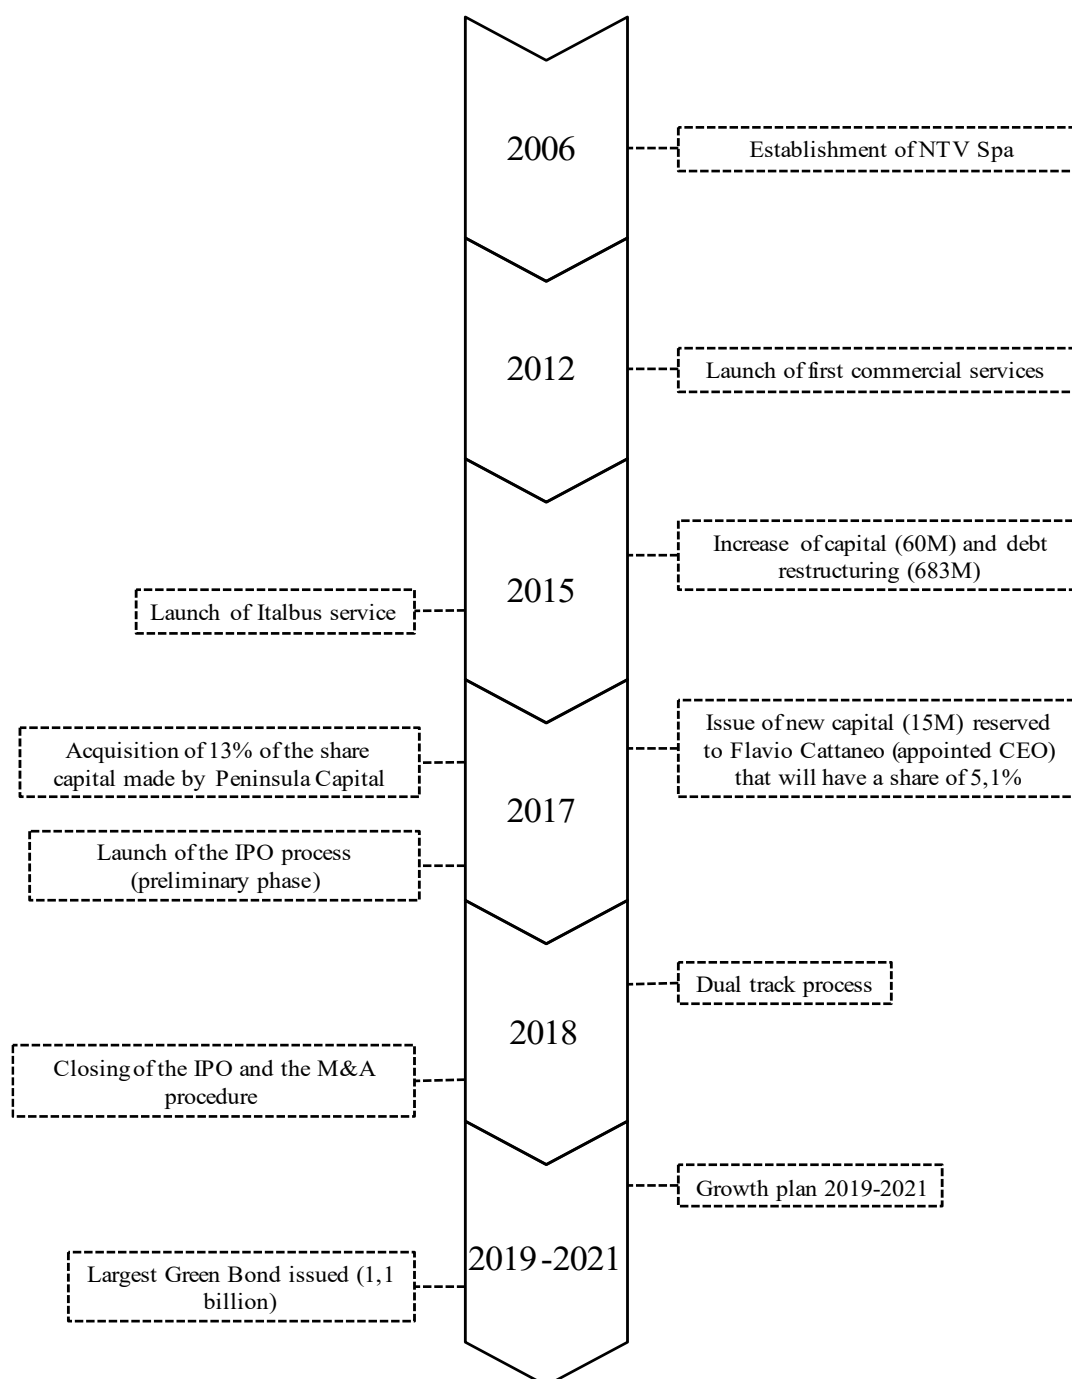 2006
Establishment of NTV Spa
2012
Launch of first commercial services
2015
Increase of capital (60M) and debt
restructuring (683M)
Launch of Italbus service
2017
Issue of new capital (15M) reserved
to Flavio Cattaneo (appointed CEO)
that will have a share of 5,1%
Acquisition of 13% of the share
capital made by Peninsula Capital
Launch of the IPO process
(preliminary phase)
2018
Dual track process
Closing of the IPO and the M&A
procedure
2019-2021
Growth plan 2019-2021
Largest Green Bond issued (1,1
billion)